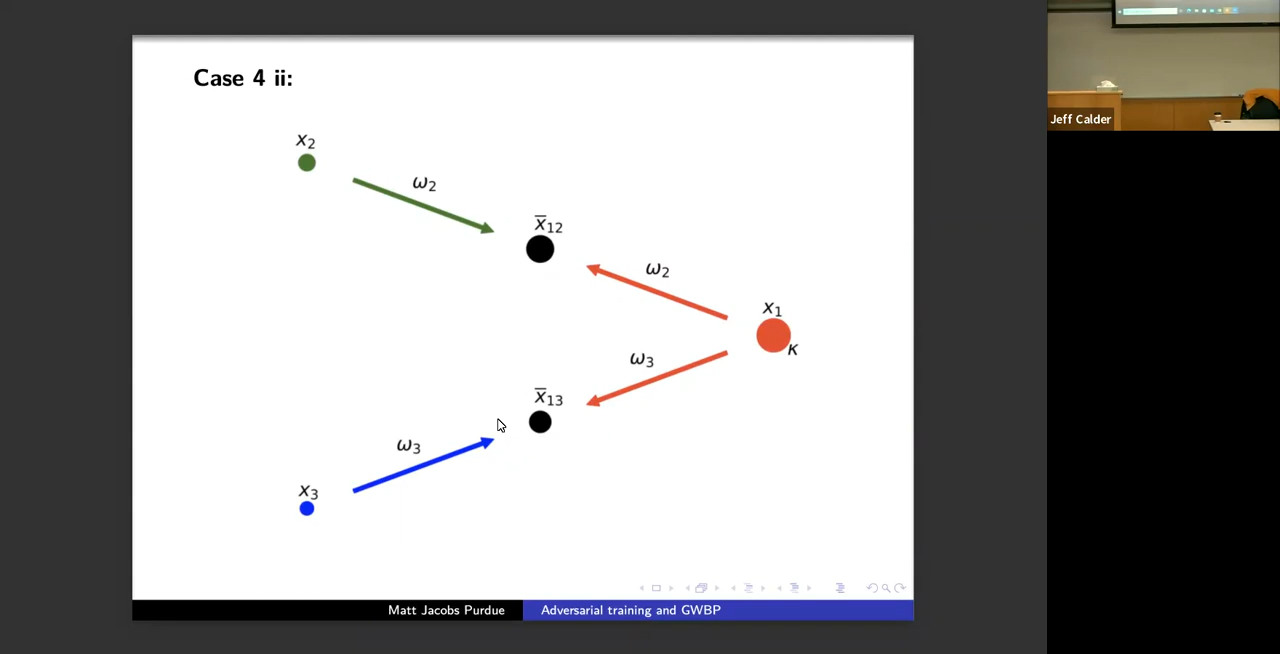 Case 4 ii:
x₂
ω₂
x̅₁₂
ω₂
x₁
κ
ω₃
x̅₁₃
ω₃
x₃
Matt Jacobs Purdue
Adversarial training and GWBP
Jeff Calder